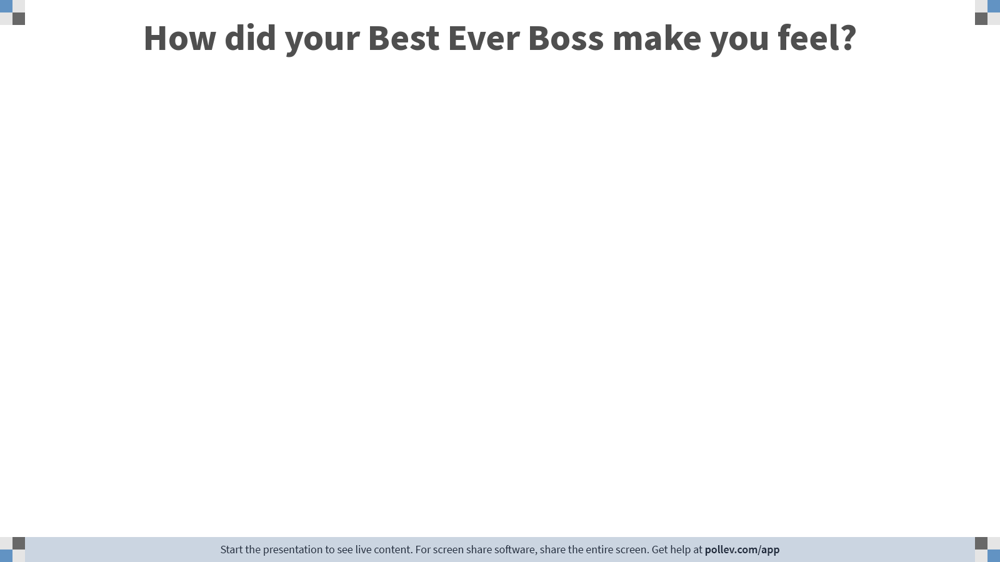 How did your Best Ever Boss make you feel?
Start the presentation to see live content. For screen share software, share the entire screen. Get help at pollev.com/app